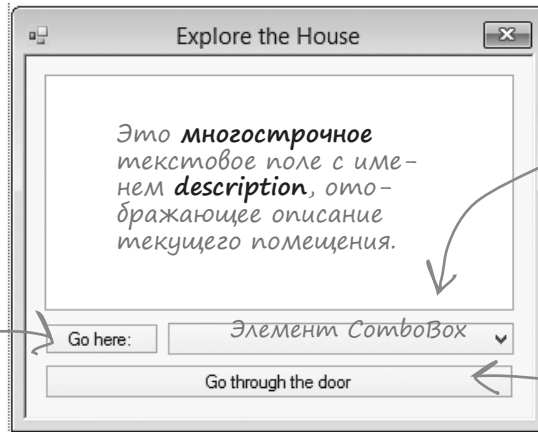 Explore the House
Это многострочное
текстовое поле с име-
нем description, ото-
бражающее описание
текущего помещения.
Go here:
Элемент ComboBox
Go through the door